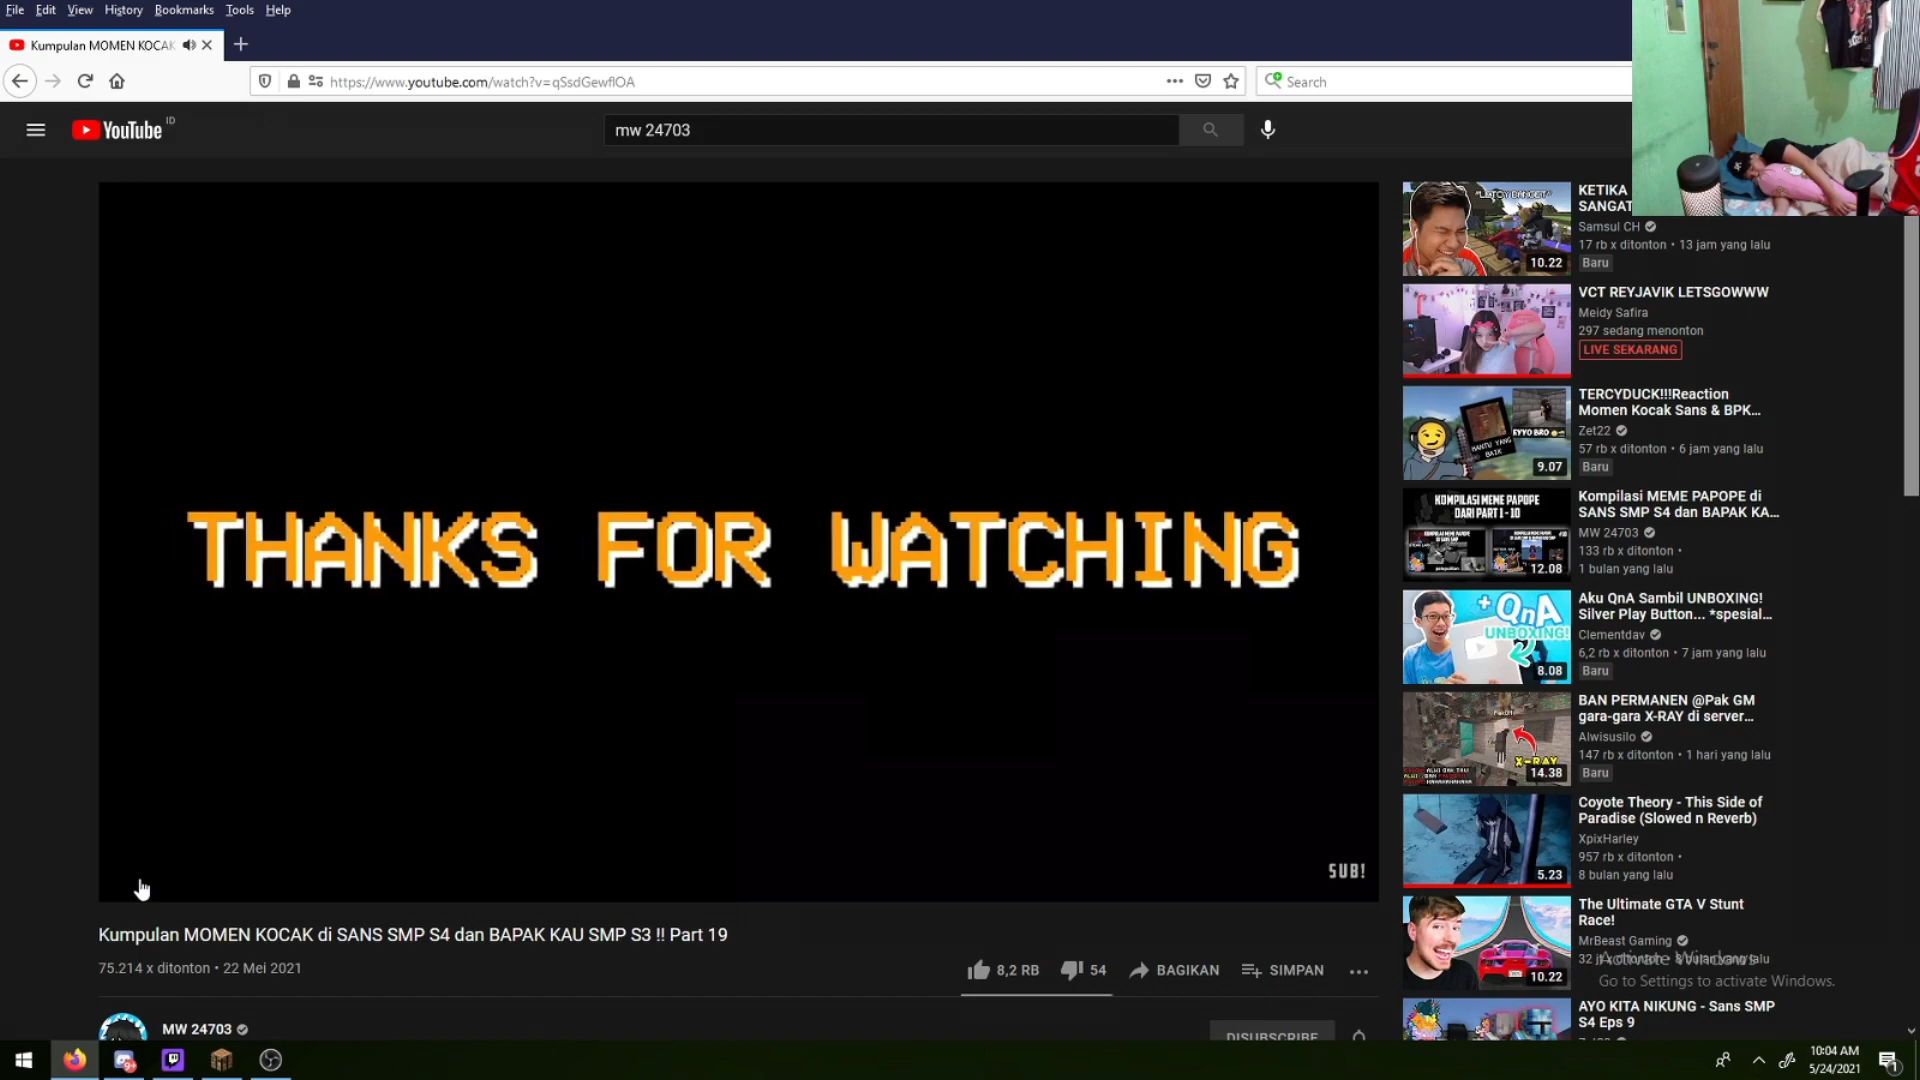 File Edit View History Bookmarks Tools Help
Kumpulan MOMEN KOCAK
https://www.youtube.com/watch?v=qSsdGewflOA
Search
YouTube ID
mw 24703
THANKS FOR WATCHING
SUB!
Kumpulan MOMEN KOCAK di SANS SMP S4 dan BAPAK KAU SMP S3 !! Part 19
75.214 x ditonton • 22 Mei 2021
8,2 RB
54
BAGIKAN
SIMPAN
MW 24703
DISUBSCRIBE
10.22
KETIKA
SANGAT
Samsul CH
17 rb x ditonton • 13 jam yang lalu
Baru
VCT REYJAVIK LETSGOWWW
Meidy Safira
297 sedang menonton
LIVE SEKARANG
EYYO BRO
HANTU YANG
BAIK
9.07
TERCYDUCK!!!Reaction
Momen Kocak Sans & BPK...
Zet22
57 rb x ditonton • 6 jam yang lalu
Baru
KOMPILASI MEME PAPOPE
DARI PART 1 - 10
12.08
Kompilasi MEME PAPOPE di
SANS SMP S4 dan BAPAK KA...
MW 24703
133 rb x ditonton •
1 bulan yang lalu
+ QnA
UNBOXING!
8.08
Aku QnA Sambil UNBOXING!
Silver Play Button... *spesial...
Clementdav
6,2 rb x ditonton • 7 jam yang lalu
Baru
X-RAY
14.38
BAN PERMANEN @Pak GM
gara-gara X-RAY di server...
Alwisusilo
147 rb x ditonton • 1 hari yang lalu
Baru
5.23
Coyote Theory - This Side of
Paradise (Slowed n Reverb)
XpixHarley
957 rb x ditonton •
8 bulan yang lalu
10.22
The Ultimate GTA V Stunt
Race!
MrBeast Gaming
Activate Windows
Go to Settings to activate Windows.
AYO KITA NIKUNG - Sans SMP
S4 Eps 9
9+
10:04 AM
5/24/2021
1